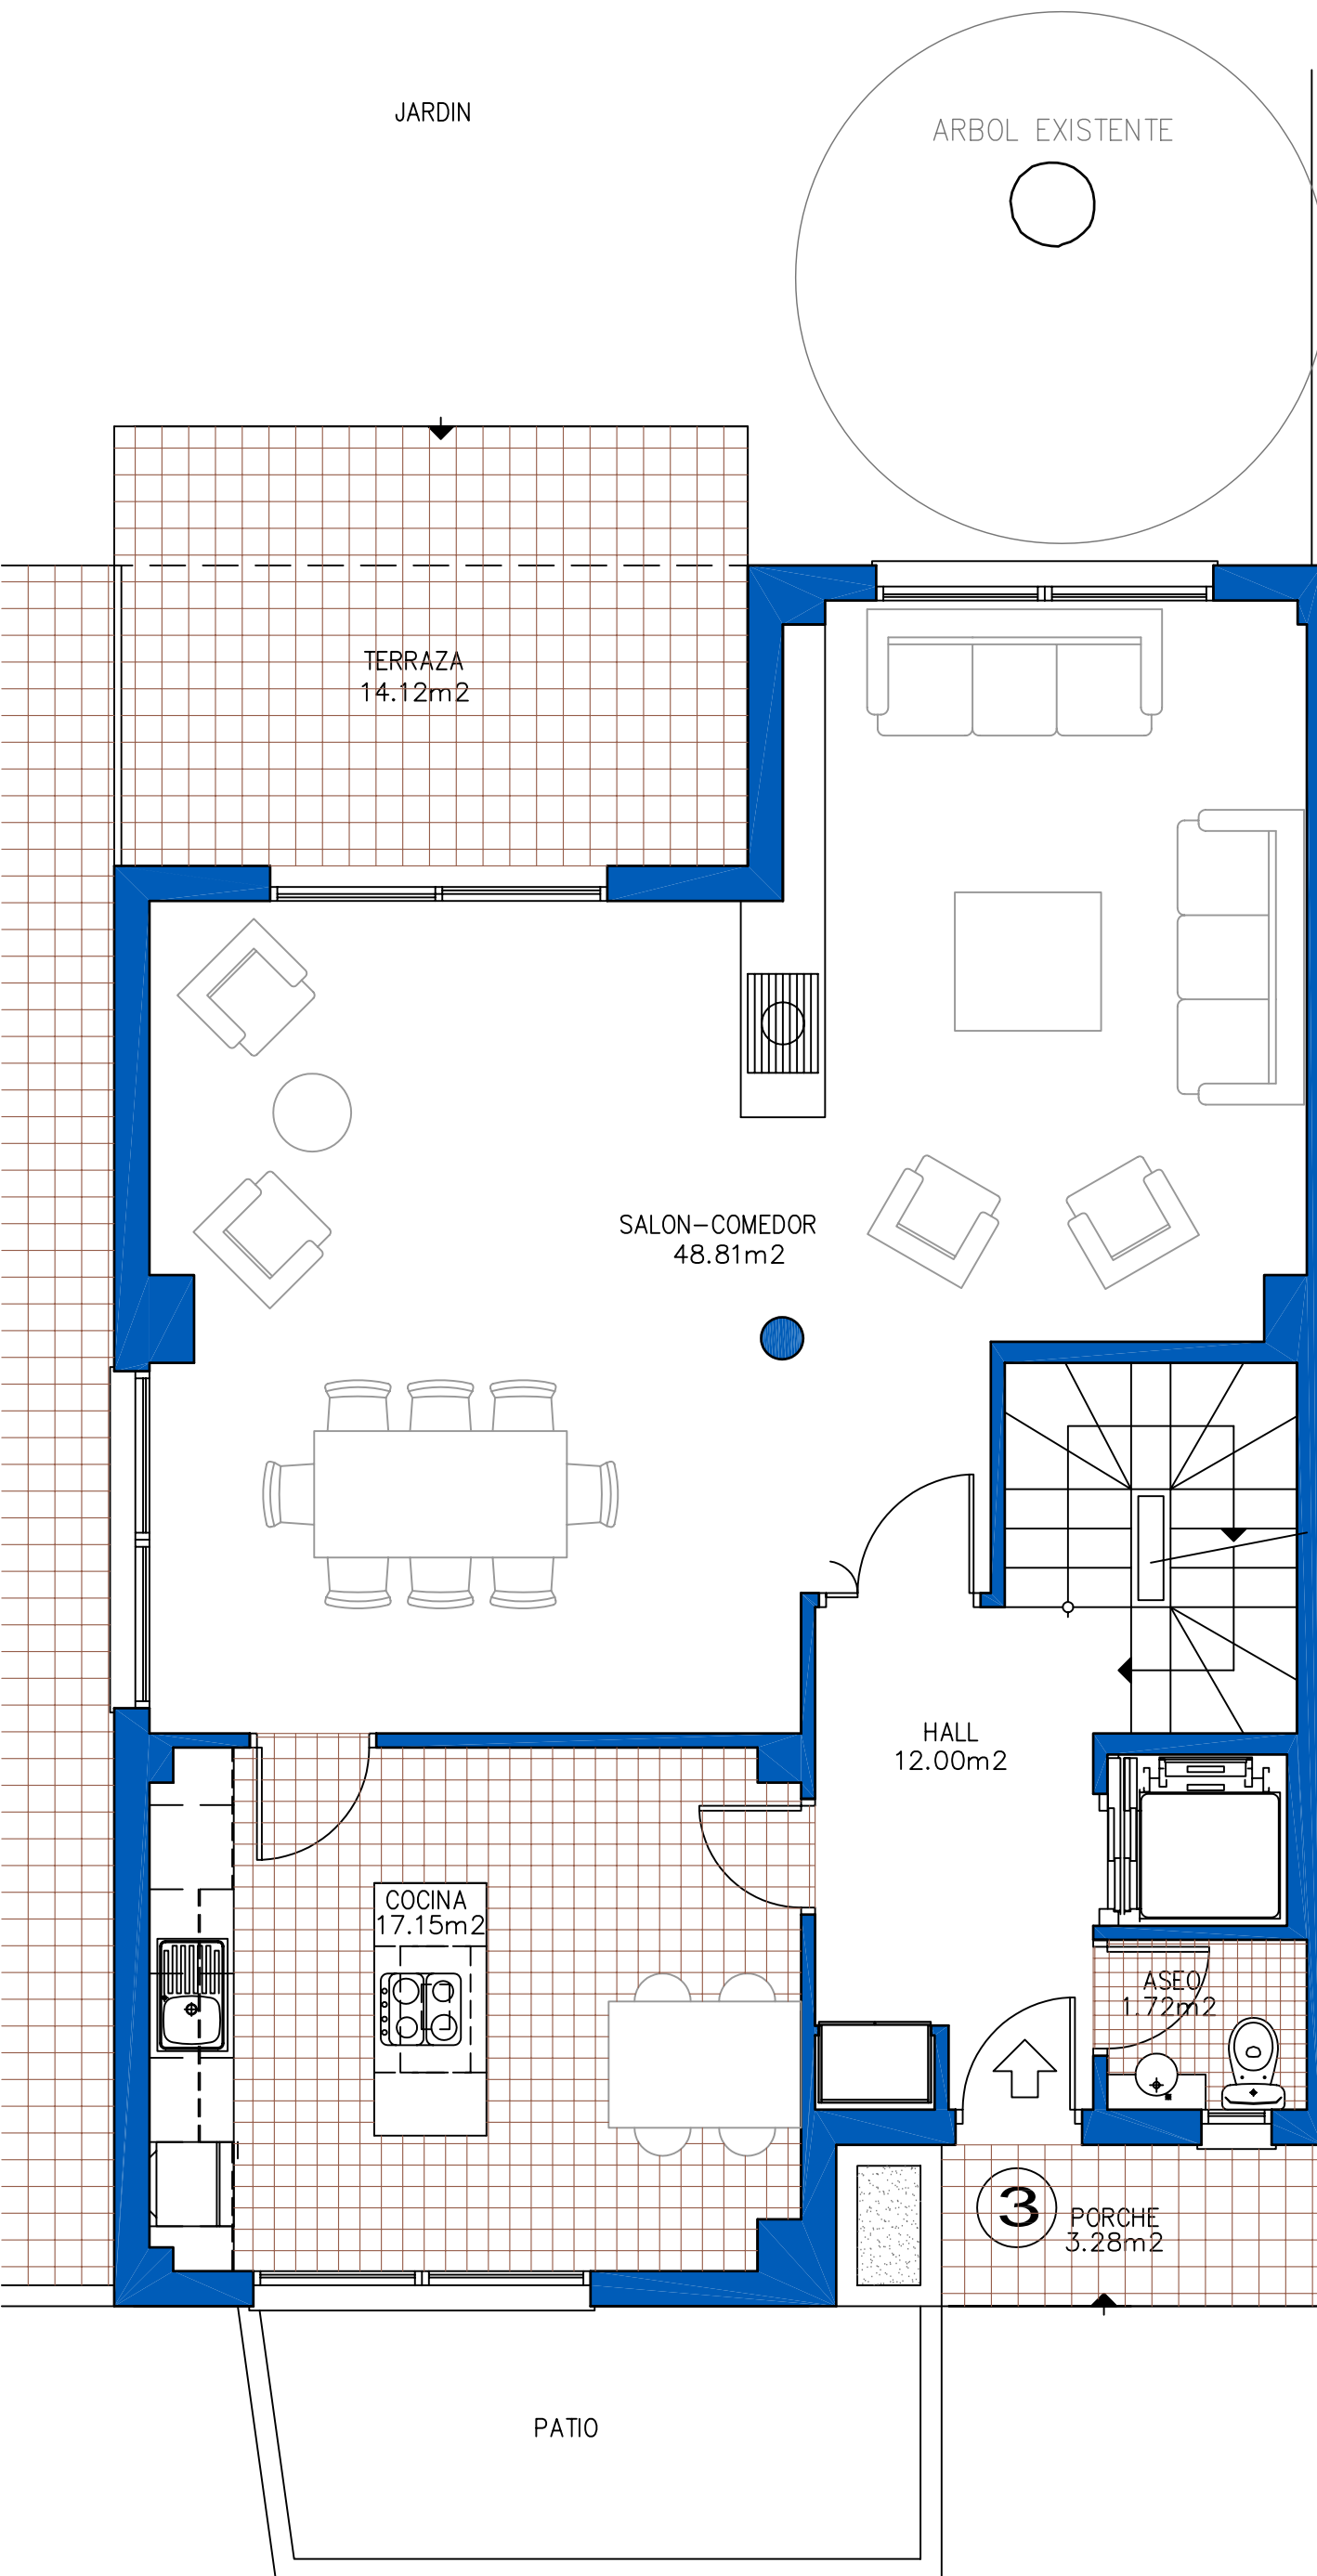 JARDIN
ARBOL EXISTENTE
TERRAZA
14.12m2
SALON-COMEDOR
48.81m2
HALL
12.00m2
COCINA
17.15m2
ASEO
1.72m2
3
PORCHE
3.28m2
PATIO